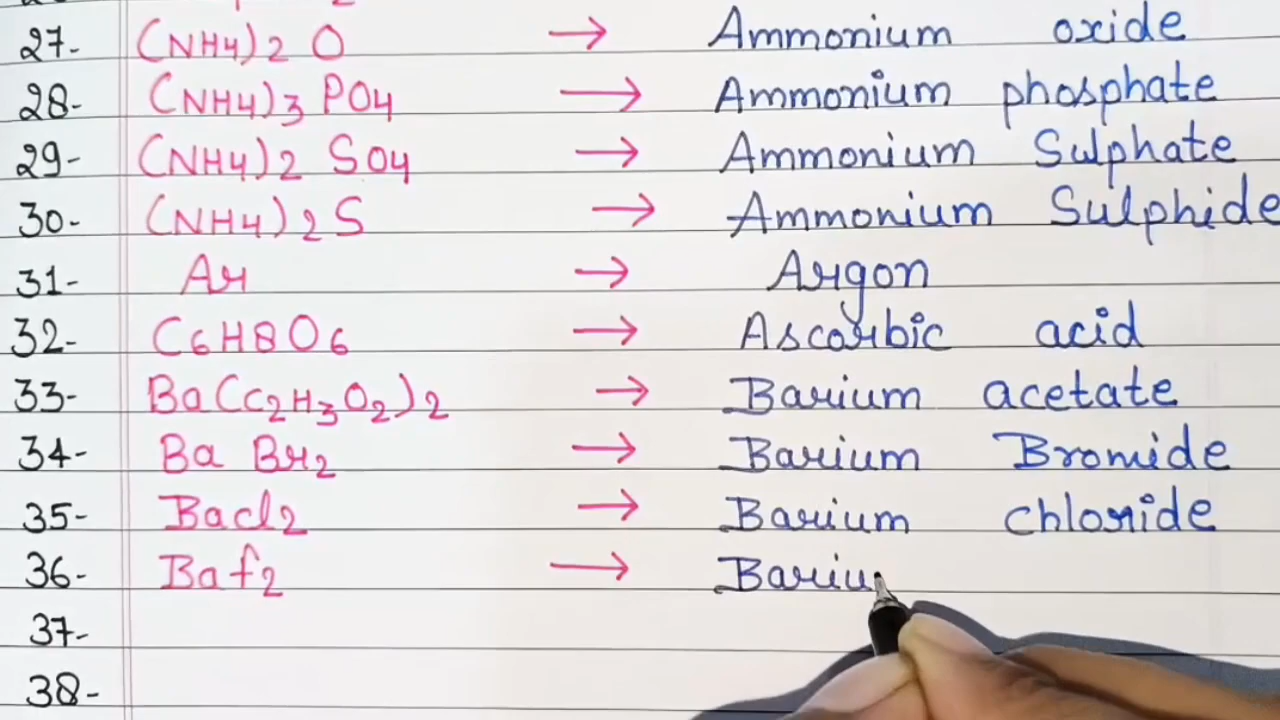 27- (NH4)2 O → Ammonium oxide
28- (NH4)3 PO4 → Ammonium phosphate
29- (NH4)2 SO4 → Ammonium Sulphate
30- (NH4)2S → Ammonium Sulphide
31- Ar → Argon
32- C6H8O6 → Ascorbic acid
33- Ba(C2H3O2)2 → Barium acetate
34- Ba Br2 → Barium Bromide
35- Bacl2 → Barium chloride
36- Baf2 → Bariu
37-
38-